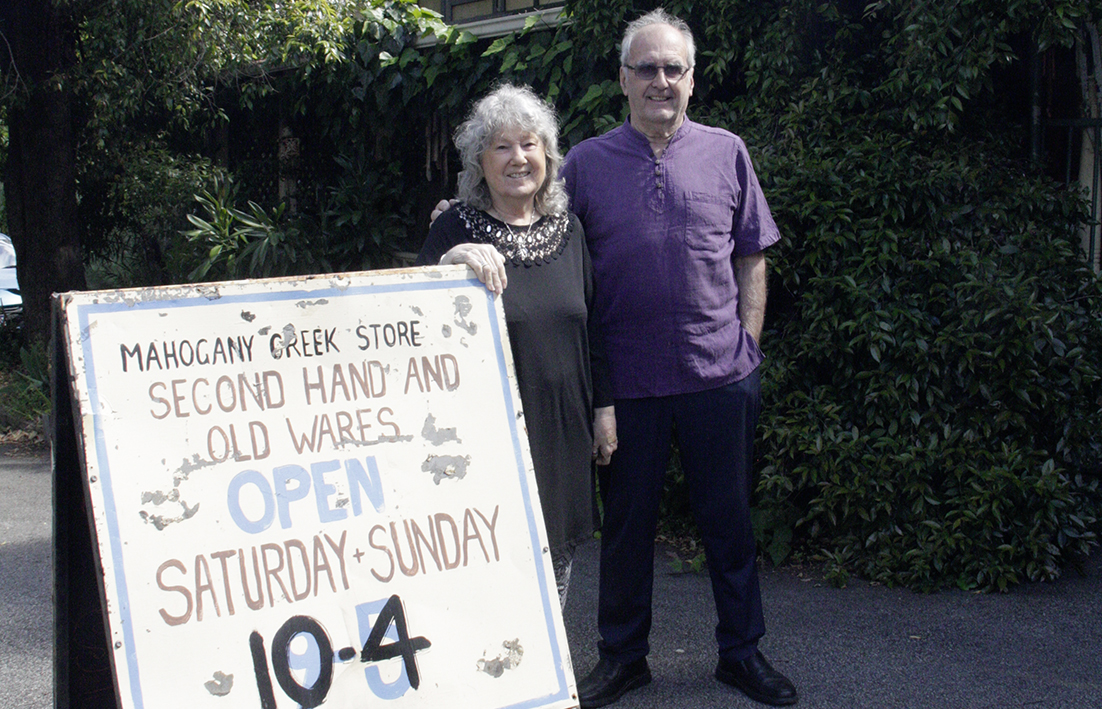 MAHOGANY CREEK STORE
SECOND HAND AND
OLD WARES
OPEN
SATURDAY + SUNDAY
10-4